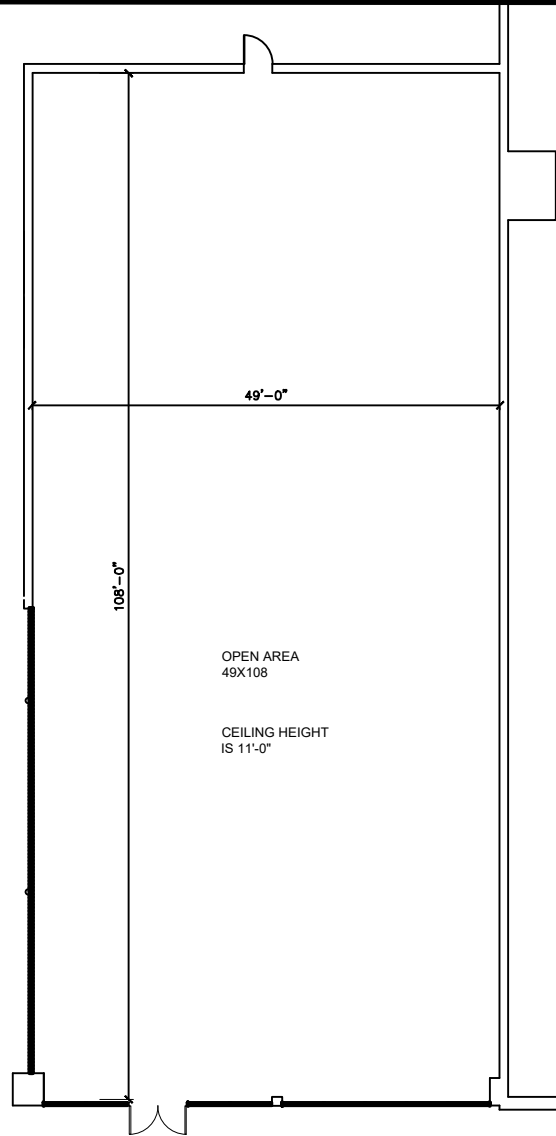 49'-0"
108'-0"
OPEN AREA
49X108
CEILING HEIGHT
IS 11'-0"